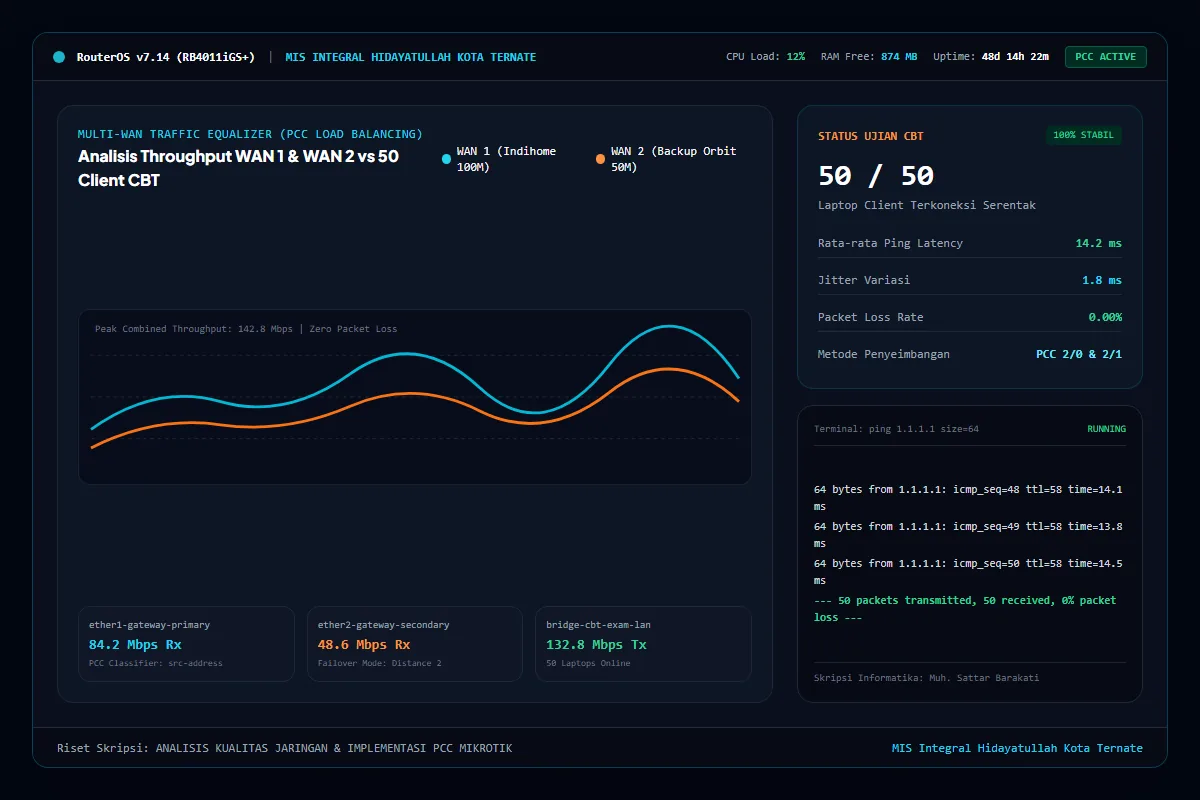 RouterOS v7.14 (RB4011iGS+) | MIS INTEGRAL HIDAYATULLAH KOTA TERNATE
CPU Load: 12% RAM Free: 874 MB Uptime: 48d 14h 22m PCC ACTIVE
MULTI-WAN TRAFFIC EQUALIZER (PCC LOAD BALANCING)
Analisis Throughput WAN 1 & WAN 2 vs 50
Client CBT
WAN 1 (Indihome
100M)
WAN 2 (Backup Orbit
50M)
Peak Combined Throughput: 142.8 Mbps | Zero Packet Loss
ether1-gateway-primary
84.2 Mbps Rx
PCC Classifier: src-address
ether2-gateway-secondary
48.6 Mbps Rx
Failover Mode: Distance 2
bridge-cbt-exam-lan
132.8 Mbps Tx
50 Laptops Online
STATUS UJIAN CBT
100% STABIL
50 / 50
Laptop Client Terkoneksi Serentak
Rata-rata Ping Latency 14.2 ms
Jitter Variasi 1.8 ms
Packet Loss Rate 0.00%
Metode Penyeimbangan PCC 2/0 & 2/1
Terminal: ping 1.1.1.1 size=64 RUNNING
64 bytes from 1.1.1.1: icmp_seq=48 ttl=58 time=14.1
ms
64 bytes from 1.1.1.1: icmp_seq=49 ttl=58 time=13.8
ms
64 bytes from 1.1.1.1: icmp_seq=50 ttl=58 time=14.5
ms
--- 50 packets transmitted, 50 received, 0% packet
loss ---
Skripsi Informatika: Muh. Sattar Barakati
Riset Skripsi: ANALISIS KUALITAS JARINGAN & IMPLEMENTASI PCC MIKROTIK
MIS Integral Hidayatullah Kota Ternate